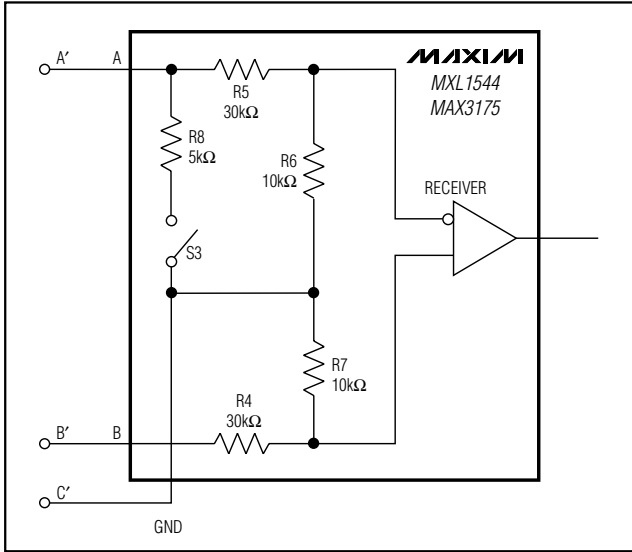 A′
A
MAXIM
MXL1544
MAX3175
R5
30kΩ
R8
5kΩ
R6
10kΩ
RECEIVER
S3
R7
10kΩ
R4
30kΩ
B′
B
C′
GND